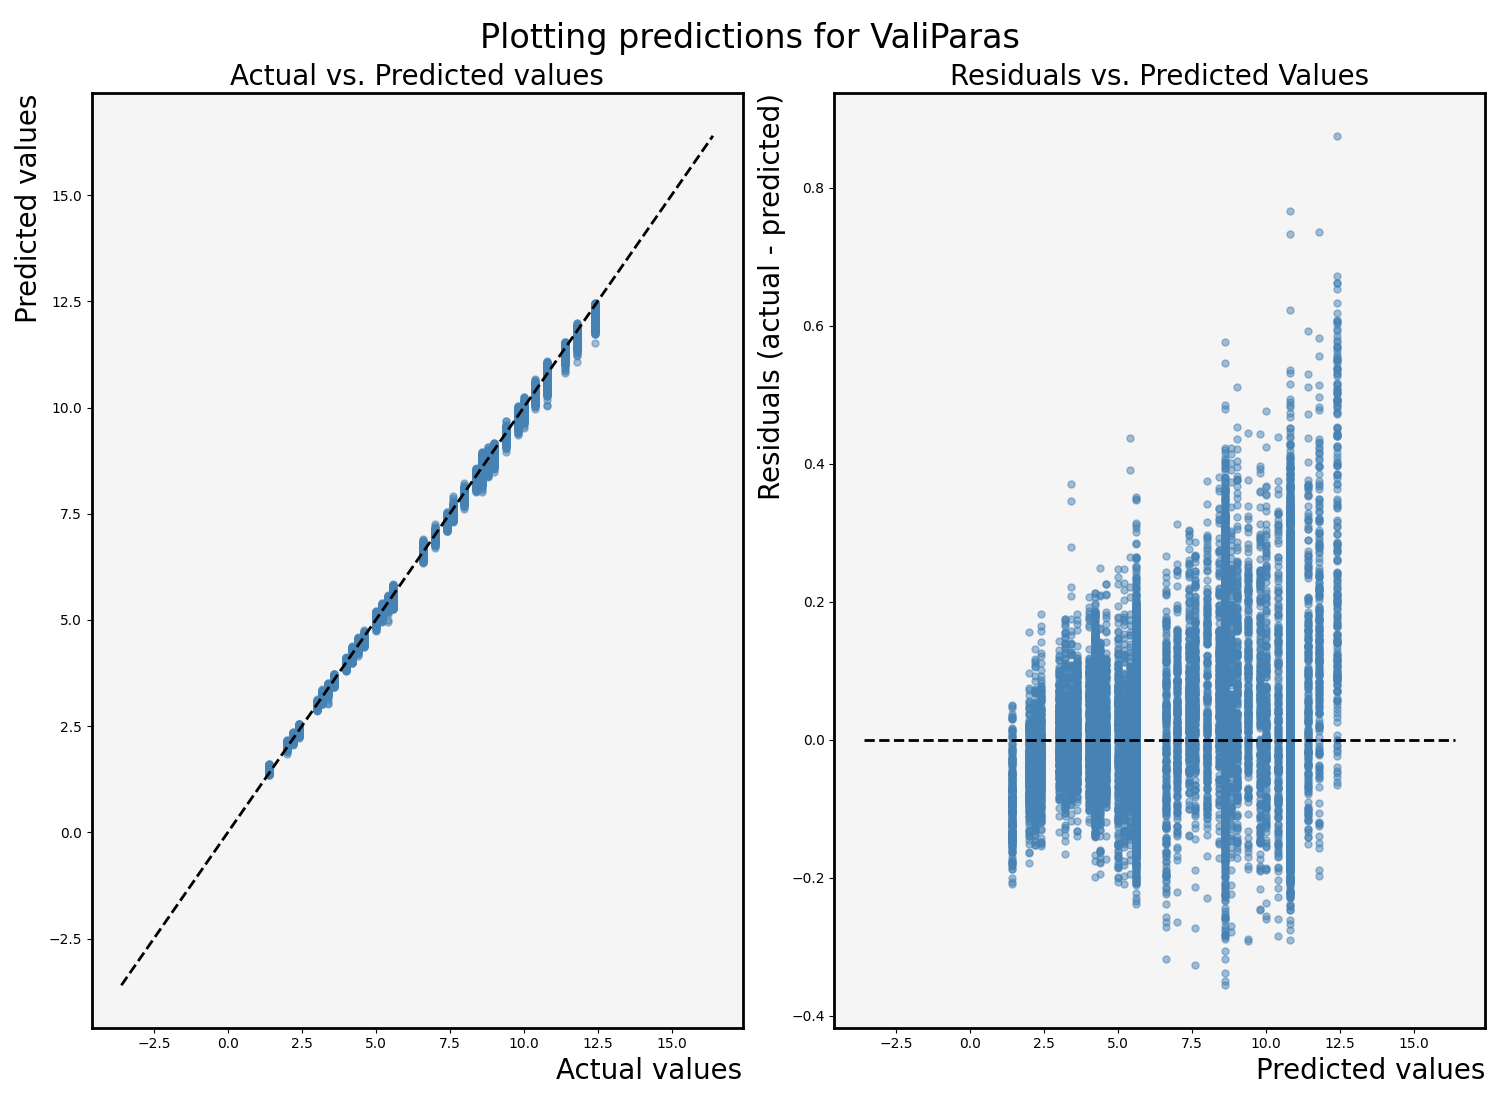 Plotting predictions for ValiParas
Actual vs. Predicted values
Predicted values
15.0
12.5
10.0
7.5
5.0
2.5
0.0
−2.5
−2.5 0.0 2.5 5.0 7.5 10.0 12.5 15.0
Actual values
Residuals vs. Predicted Values
Residuals (actual - predicted)
0.8
0.6
0.4
0.2
0.0
−0.2
−0.4
−2.5 0.0 2.5 5.0 7.5 10.0 12.5 15.0
Predicted values